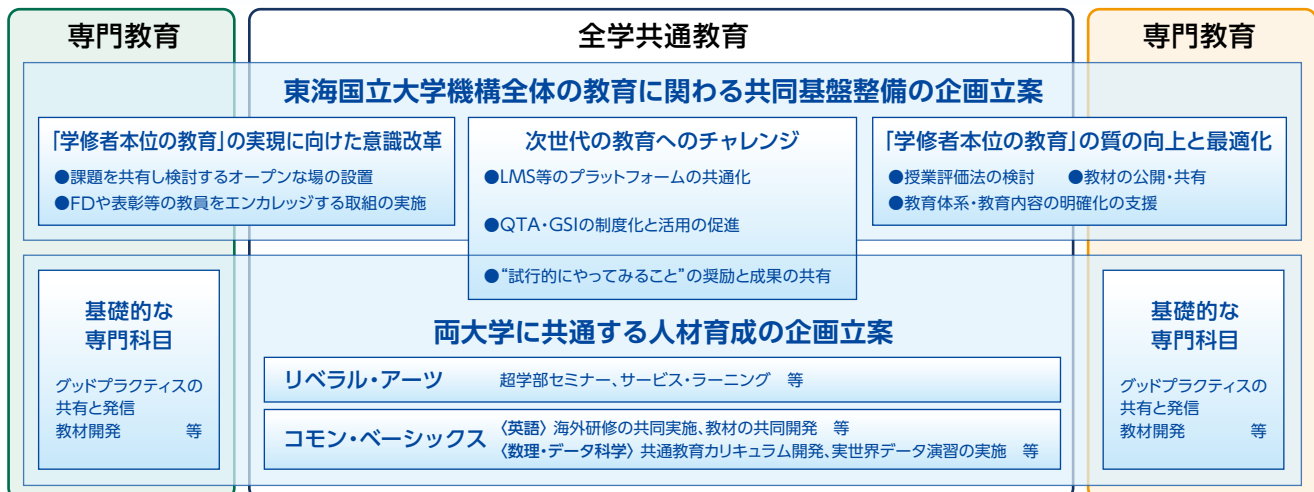 専門教育
全学共通教育
専門教育
東海国立大学機構全体の教育に関わる共同基盤整備の企画立案
「学修者本位の教育」の実現に向けた意識改革
●課題を共有し検討するオープンな場の設置
●FDや表彰等の教員をエンカレッジする取組の実施
次世代の教育へのチャレンジ
●LMS等のプラットフォームの共通化
●QTA・GSIの制度化と活用の促進
●“試行的にやってみること”の奨励と成果の共有
「学修者本位の教育」の質の向上と最適化
●授業評価法の検討　●教材の公開・共有
●教育体系・教育内容の明確化の支援
基礎的な
専門科目
グッドプラクティスの
共有と発信
教材開発　等
両大学に共通する人材育成の企画立案
リベラル・アーツ　超学部セミナー、サービス・ラーニング　等
コモン・ベーシックス
〈英語〉海外研修の共同実施、教材の共同開発　等
〈数理・データ科学〉共通教育カリキュラム開発、実世界データ演習の実施　等
基礎的な
専門科目
グッドプラクティスの
共有と発信
教材開発　等